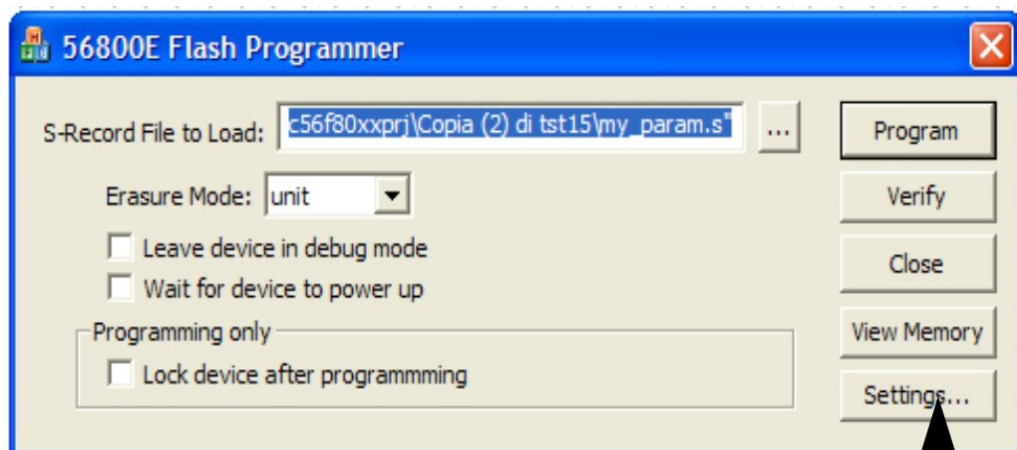 56800E Flash Programmer
S-Record File to Load: c56f80xxprj\Copia (2) di tst15\my_param.s" ... Program
Erasure Mode: unit Verify
Leave device in debug mode
Close
Wait for device to power up
Programming only View Memory
Lock device after programmming
Settings...